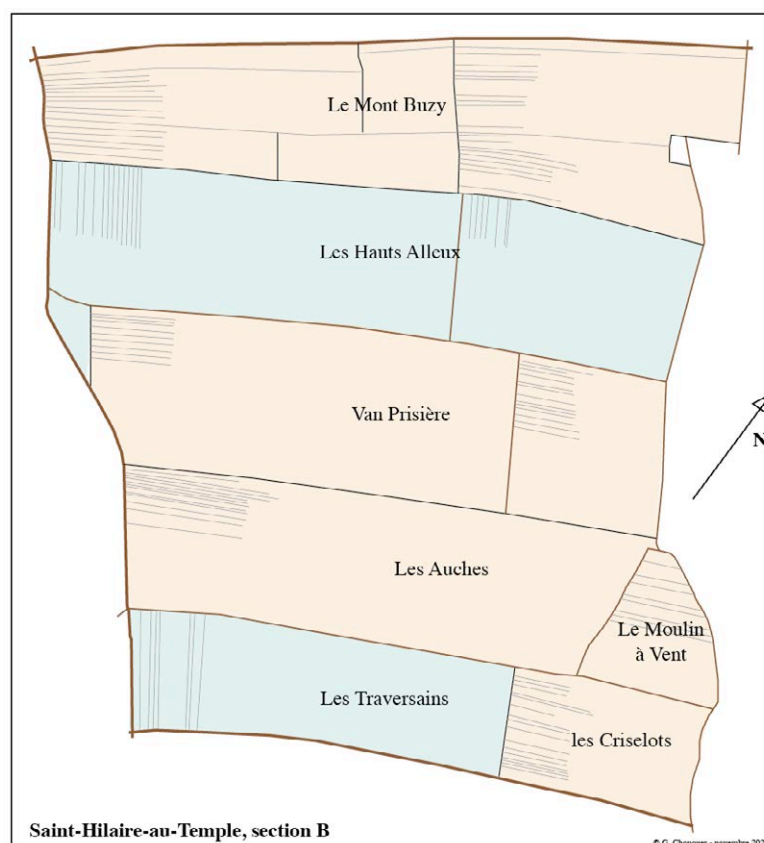 Le Mont Buzy
Les Hauts Alleux
Van Prisière
N
Les Auches
Le Moulin
à Vent
Les Traversains
les Criselots
Saint-Hilaire-au-Temple, section B